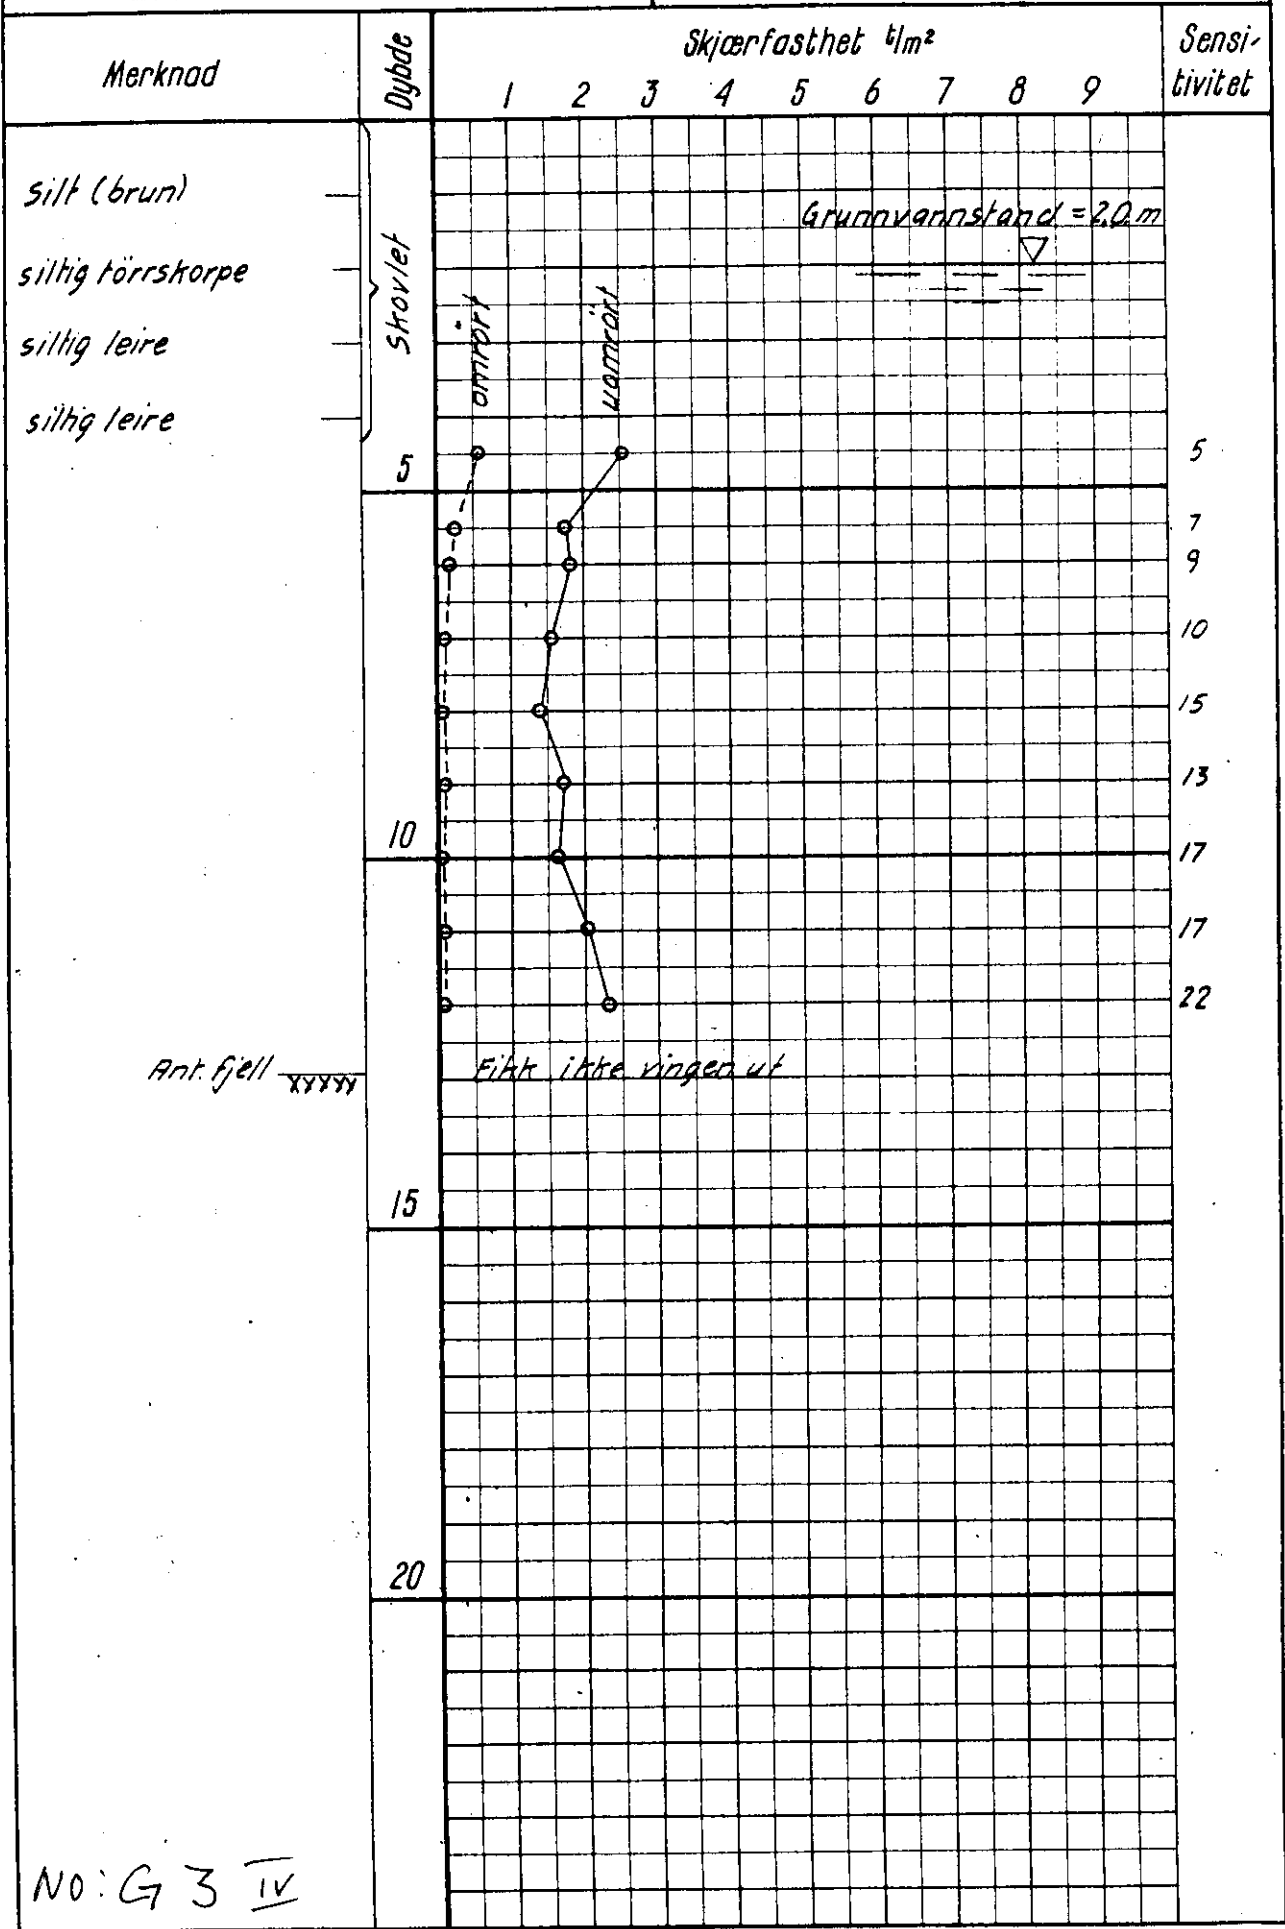 Merknad Dybde Skjærfasthet t/m² Sensi-
tivitet
1 2 3 4 5 6 7 8 9
silt (brun)
Grunnvannstand = 2.0 m
siltig törrskorpe
Skovlet
omrört
uomrört
siltig leire
siltig leire
5
5
7
9
10
15
13
10
17
17
22
Ant. fjell
Fikk ikke vingen ut
15
20
NO: G 3 IV